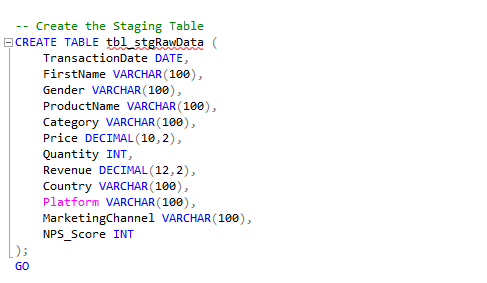 -- Create the Staging Table
CREATE TABLE tbl_stgRawData (
    TransactionDate DATE,
    FirstName VARCHAR(100),
    Gender VARCHAR(100),
    ProductName VARCHAR(100),
    Category VARCHAR(100),
    Price DECIMAL(10,2),
    Quantity INT,
    Revenue DECIMAL(12,2),
    Country VARCHAR(100),
    Platform VARCHAR(100),
    MarketingChannel VARCHAR(100),
    NPS_Score INT
);
GO